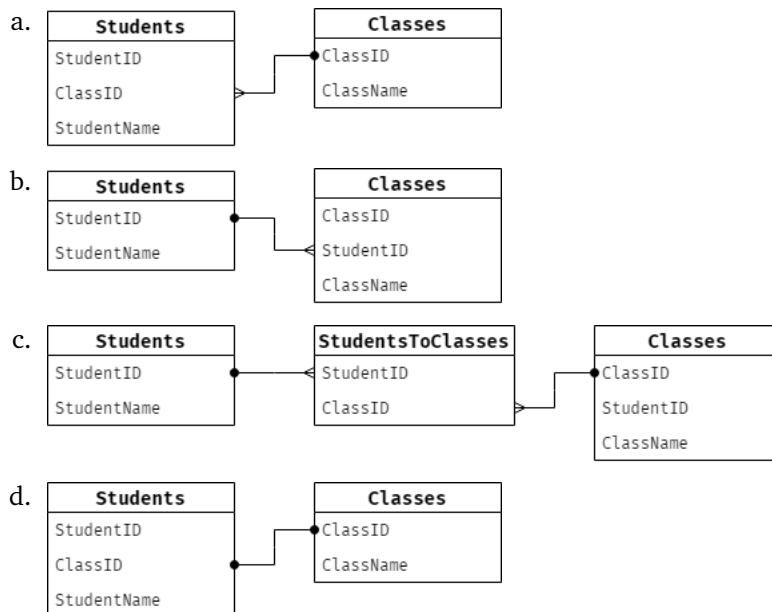 a.
Students
StudentID
ClassID
StudentName
Classes
ClassID
ClassName
b.
Students
StudentID
StudentName
Classes
ClassID
StudentID
ClassName
c.
Students
StudentID
StudentName
StudentsToClasses
StudentID
ClassID
Classes
ClassID
StudentID
ClassName
d.
Students
StudentID
ClassID
StudentName
Classes
ClassID
ClassName